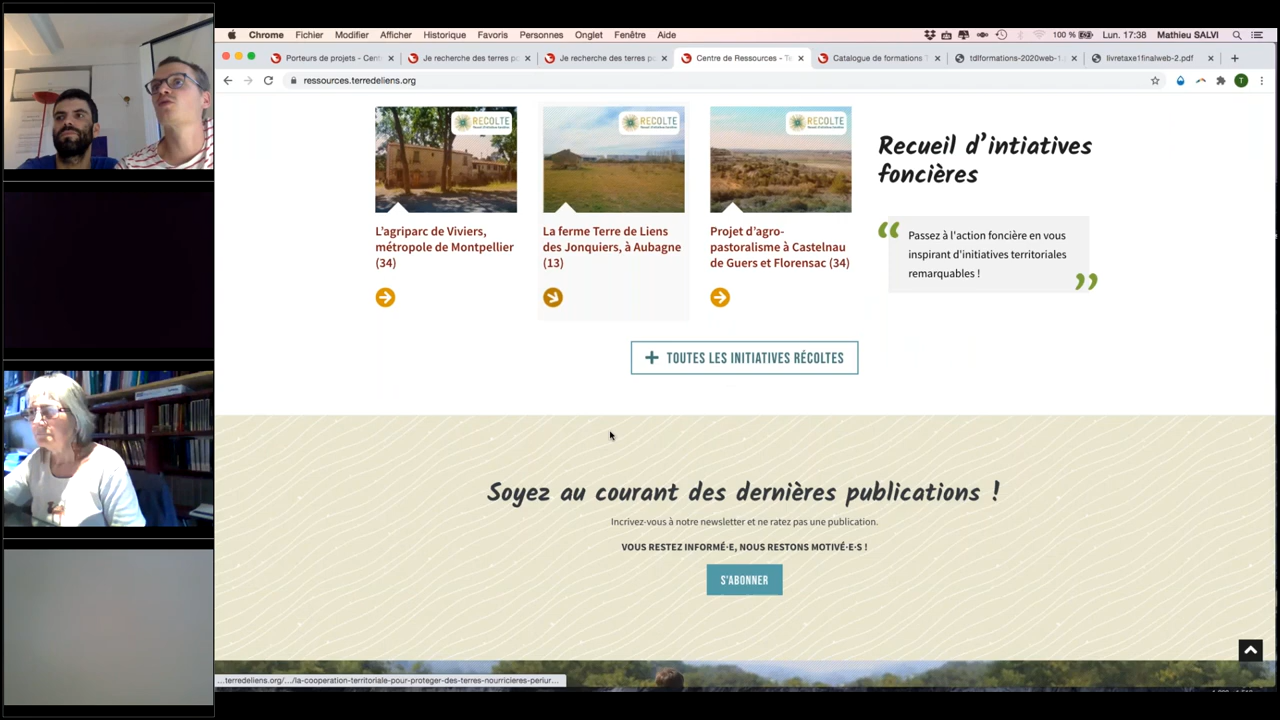 Chrome Fichier Modifier Afficher Historique Favoris Personnes Onglet Fenêtre Aide 100 % Lun. 17:38 Mathieu SALVI
Porteurs de projets - Cent × Je recherche des terres po × Je recherche des terres po × Centre de Ressources - Te × Catalogue de formations T × tdlformations-2020web-1. × livretaxe1finalweb-2.pdf × +
ressources.terredeliens.org T
RECOLTE
RECOLTE
RECOLTE
L'agriparc de Viviers,
métropole de Montpellier
(34)
La ferme Terre de Liens
des Jonquiers, à Aubagne
(13)
Projet d'agro-
pastoralisme à Castelnau
de Guers et Florensac (34)
Recueil d'intiatives
foncières
“ Passez à l'action foncière en vous
inspirant d'initiatives territoriales
remarquables ! ”
+ TOUTES LES INITIATIVES RÉCOLTES
Soyez au courant des dernières publications !
Incrivez-vous à notre newsletter et ne ratez pas une publication.
VOUS RESTEZ INFORMÉ·E, NOUS RESTONS MOTIVÉ·E·S !
S'ABONNER
...terredeliens.org/.../la-cooperation-territoriale-pour-proteger-des-terres-nourricieres-periur...